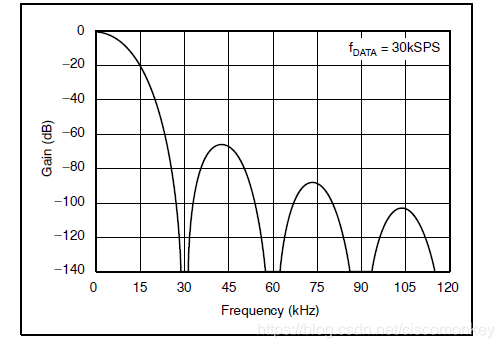 0
−20
−40
−60
−80
−100
−120
−140
Gain (dB)
fDATA = 30kSPS
0 15 30 45 60 75 90 105 120
Frequency (kHz)
https://blog.csdn.net/ciscomonkey